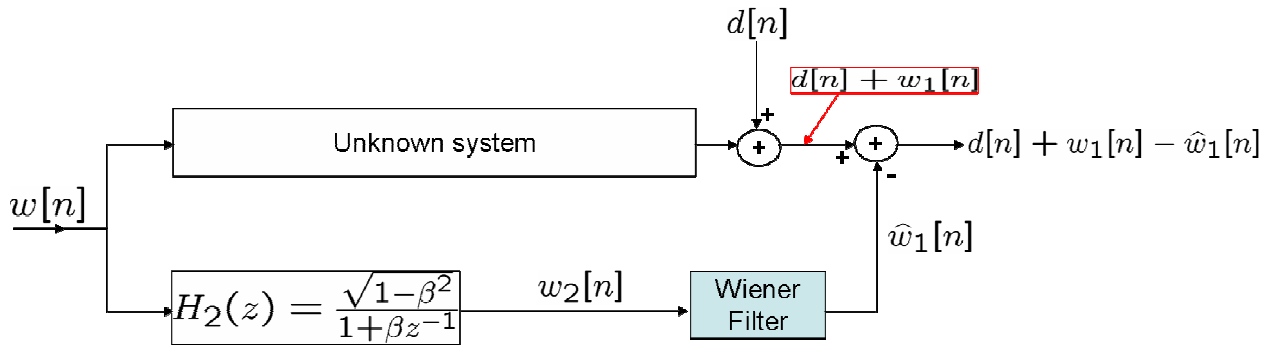 d[n]
d[n] + w₁[n]
+
Unknown system
+
+
+
d[n] + w₁[n] − ŵ₁[n]
-
w[n]
ŵ₁[n]
H₂(z) = √(1−β²) / (1+βz⁻¹)
w₂[n]
Wiener
Filter